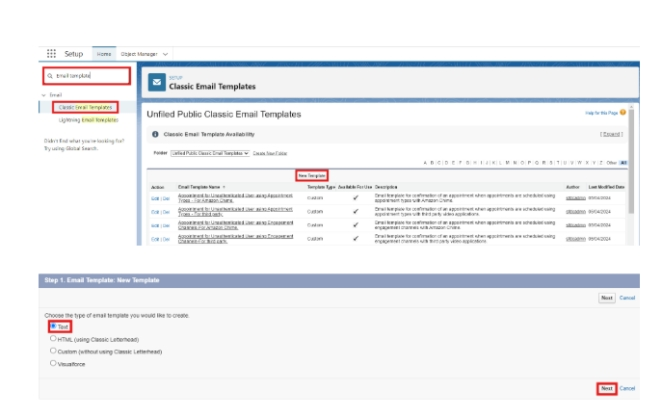 Setup Home Object Manager
Email template
Email
Classic Email Templates
Lightning Email Templates
Didn't find what you're looking for?
Try using Global Search.
SETUP
Classic Email Templates
Unfiled Public Classic Email Templates
Help for this Page
Classic Email Template Availability
[ Expand ]
Folder Unfiled Public Classic Email Templates Create New Folder
A B C D E F G H I J K L M N O P Q R S T U V W X Y Z Other All
New Template
Action Email Template Name Template Type Available For Use Description Author Last Modified Date
Edit | Del Appointment for Unauthenticated User using Appointment Types - For Amazon Chime. Custom Email template for confirmation of an appointment when appointments are scheduled using appointment types with Amazon Chime.
Edit | Del Appointment for Unauthenticated User using Appointment Types - For third party. Custom Email template for confirmation of an appointment when appointments are scheduled using appointment types with third party video applications.
Edit | Del Appointment for Unauthenticated User using Engagement Channels For Amazon Chime. Custom Email template for confirmation of an appointment when appointments are scheduled using engagement channels with Amazon Chime.
Edit | Del Appointment for Unauthenticated User using Engagement Channels For third party. Custom Email template for confirmation of an appointment when appointments are scheduled using engagement channels with third party video applications.
Step 1. Email Template: New Template
Next Cancel
Choose the type of email template you would like to create.
Text
HTML (using Classic Letterhead)
Custom (without using Classic Letterhead)
Visualforce
Next Cancel